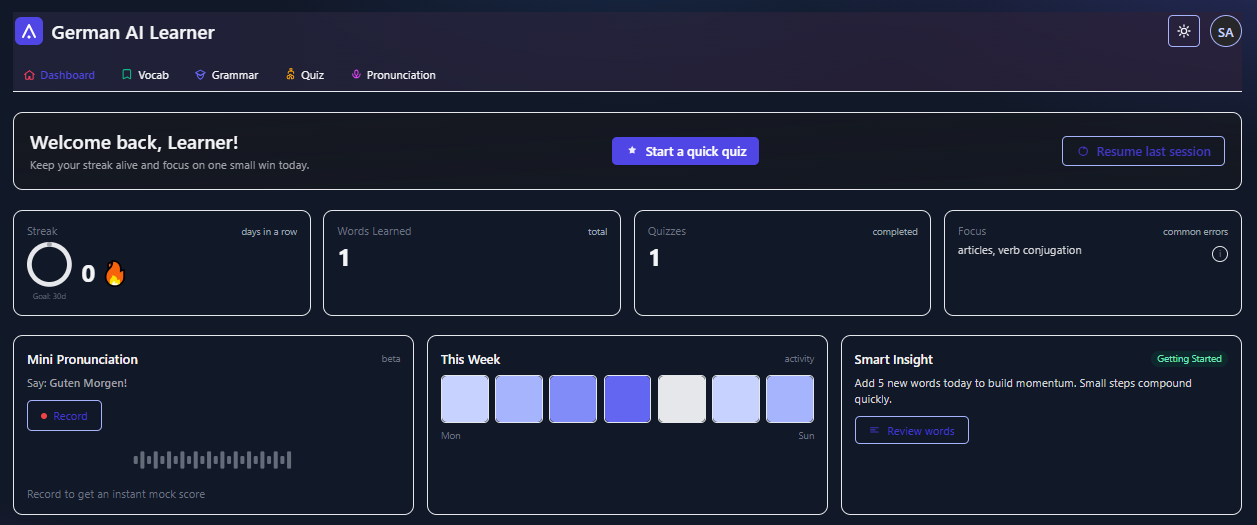 German AI Learner
SA
Dashboard Vocab Grammar Quiz Pronunciation
Welcome back, Learner!
Keep your streak alive and focus on one small win today.
Start a quick quiz
Resume last session
Streak days in a row
0
Goal: 30d
Words Learned total
1
Quizzes completed
1
Focus common errors
articles, verb conjugation
Mini Pronunciation beta
Say: Guten Morgen!
Record
Record to get an instant mock score
This Week activity
Mon Sun
Smart Insight Getting Started
Add 5 new words today to build momentum. Small steps compound
quickly.
Review words